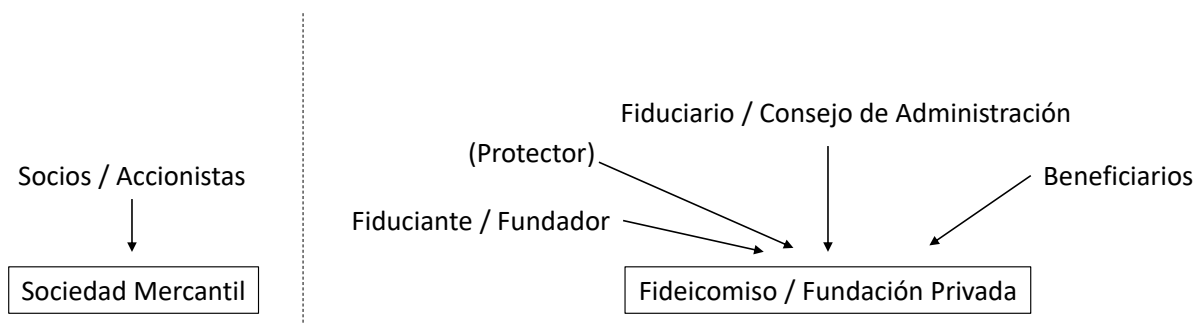 Socios / Accionistas
Sociedad Mercantil
Fiduciario / Consejo de Administración
(Protector)
Beneficiarios
Fiduciante / Fundador
Fideicomiso / Fundación Privada